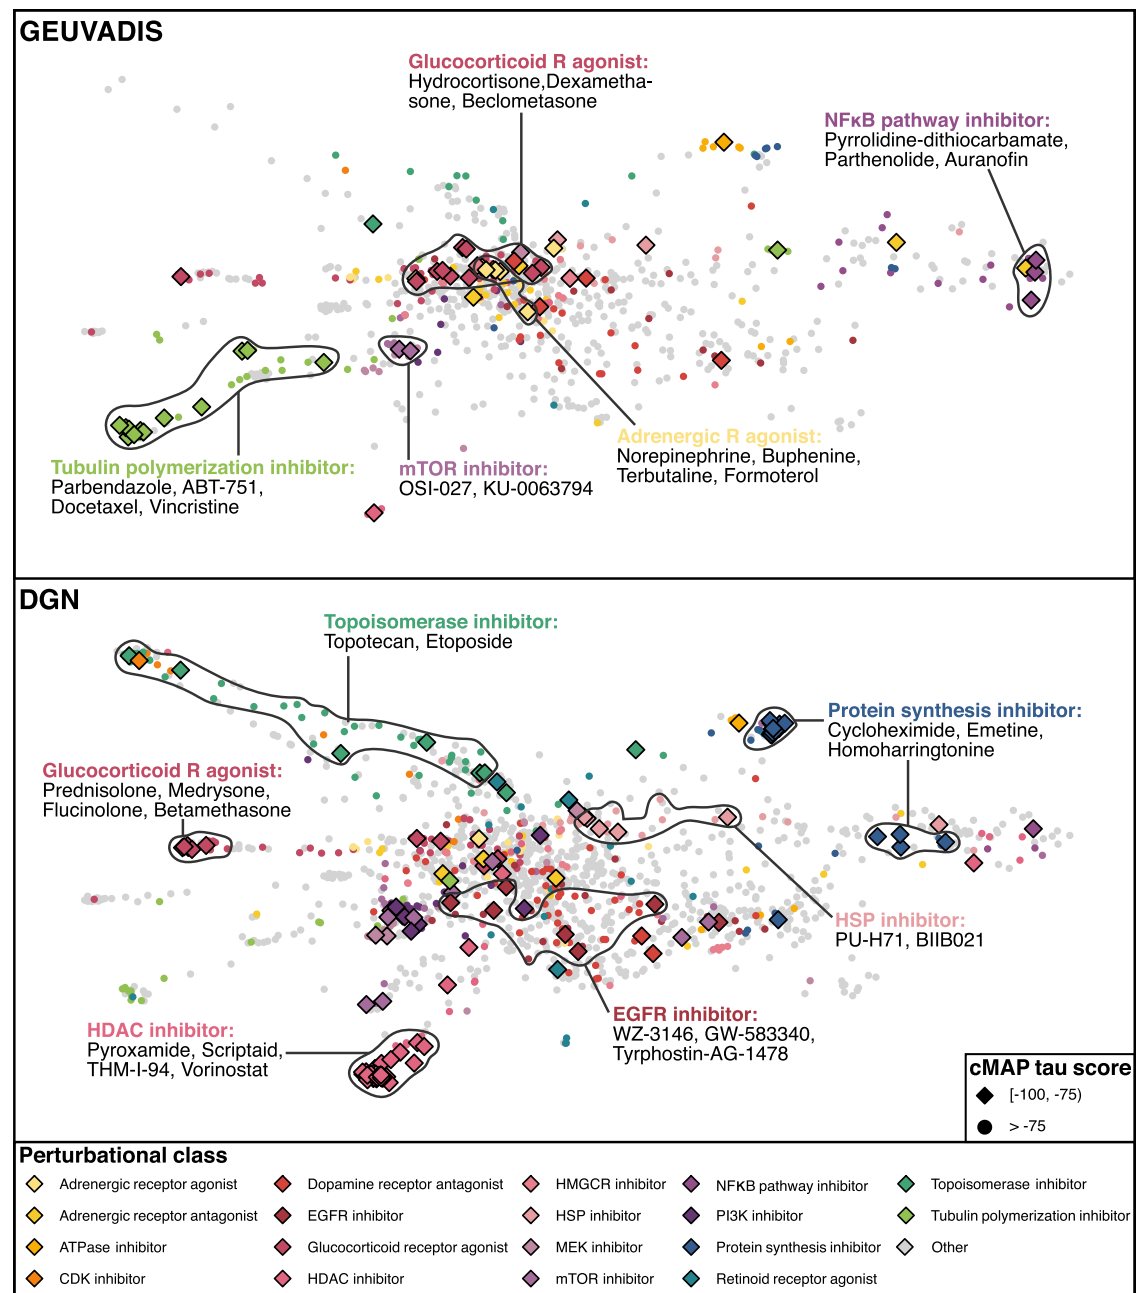 GEUVADIS
Glucocorticoid R agonist:
Hydrocortisone,Dexametha-
sone, Beclometasone
NFκB pathway inhibitor:
Pyrrolidine-dithiocarbamate,
Parthenolide, Auranofin
Adrenergic R agonist:
Norepinephrine, Buphenine,
Terbutaline, Formoterol
Tubulin polymerization inhibitor:
Parbendazole, ABT-751,
Docetaxel, Vincristine
mTOR inhibitor:
OSI-027, KU-0063794
DGN
Topoisomerase inhibitor:
Topotecan, Etoposide
Protein synthesis inhibitor:
Cycloheximide, Emetine,
Homoharringtonine
Glucocorticoid R agonist:
Prednisolone, Medrysone,
Flucinolone, Betamethasone
HSP inhibitor:
PU-H71, BIIB021
EGFR inhibitor:
WZ-3146, GW-583340,
Tyrphostin-AG-1478
HDAC inhibitor:
Pyroxamide, Scriptaid,
THM-I-94, Vorinostat
cMAP tau score
[-100, -75)
> -75
Perturbational class
Adrenergic receptor agonist
Adrenergic receptor antagonist
ATPase inhibitor
CDK inhibitor
Dopamine receptor antagonist
EGFR inhibitor
Glucocorticoid receptor agonist
HDAC inhibitor
HMGCR inhibitor
HSP inhibitor
MEK inhibitor
mTOR inhibitor
NFKB pathway inhibitor
PI3K inhibitor
Protein synthesis inhibitor
Retinoid receptor agonist
Topoisomerase inhibitor
Tubulin polymerization inhibitor
Other